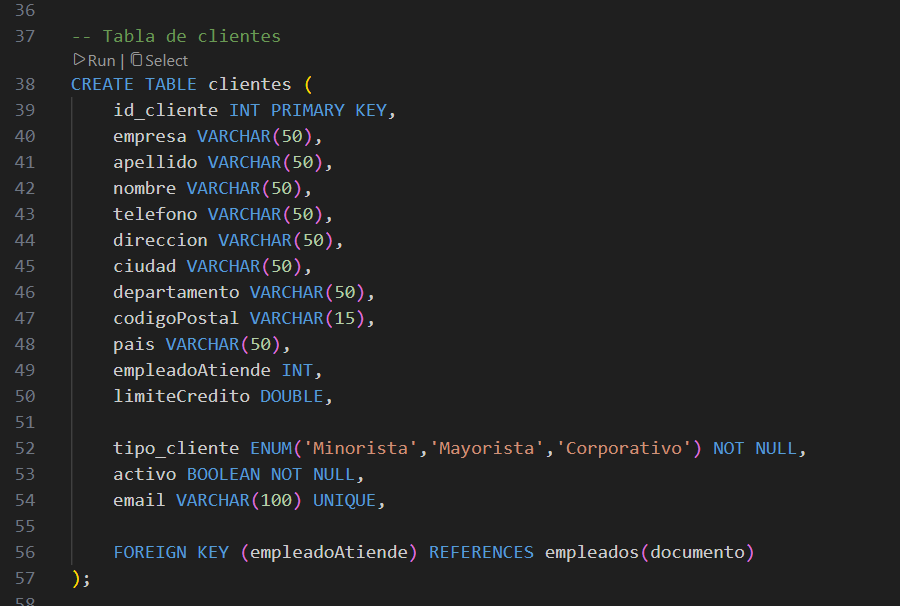 36
37 -- Tabla de clientes
Run | Select
38 CREATE TABLE clientes (
39 id_cliente INT PRIMARY KEY,
40 empresa VARCHAR(50),
41 apellido VARCHAR(50),
42 nombre VARCHAR(50),
43 telefono VARCHAR(50),
44 direccion VARCHAR(50),
45 ciudad VARCHAR(50),
46 departamento VARCHAR(50),
47 codigoPostal VARCHAR(15),
48 pais VARCHAR(50),
49 empleadoAtiende INT,
50 limiteCredito DOUBLE,
51
52 tipo_cliente ENUM('Minorista','Mayorista','Corporativo') NOT NULL,
53 activo BOOLEAN NOT NULL,
54 email VARCHAR(100) UNIQUE,
55
56 FOREIGN KEY (empleadoAtiende) REFERENCES empleados(documento)
57 );
58